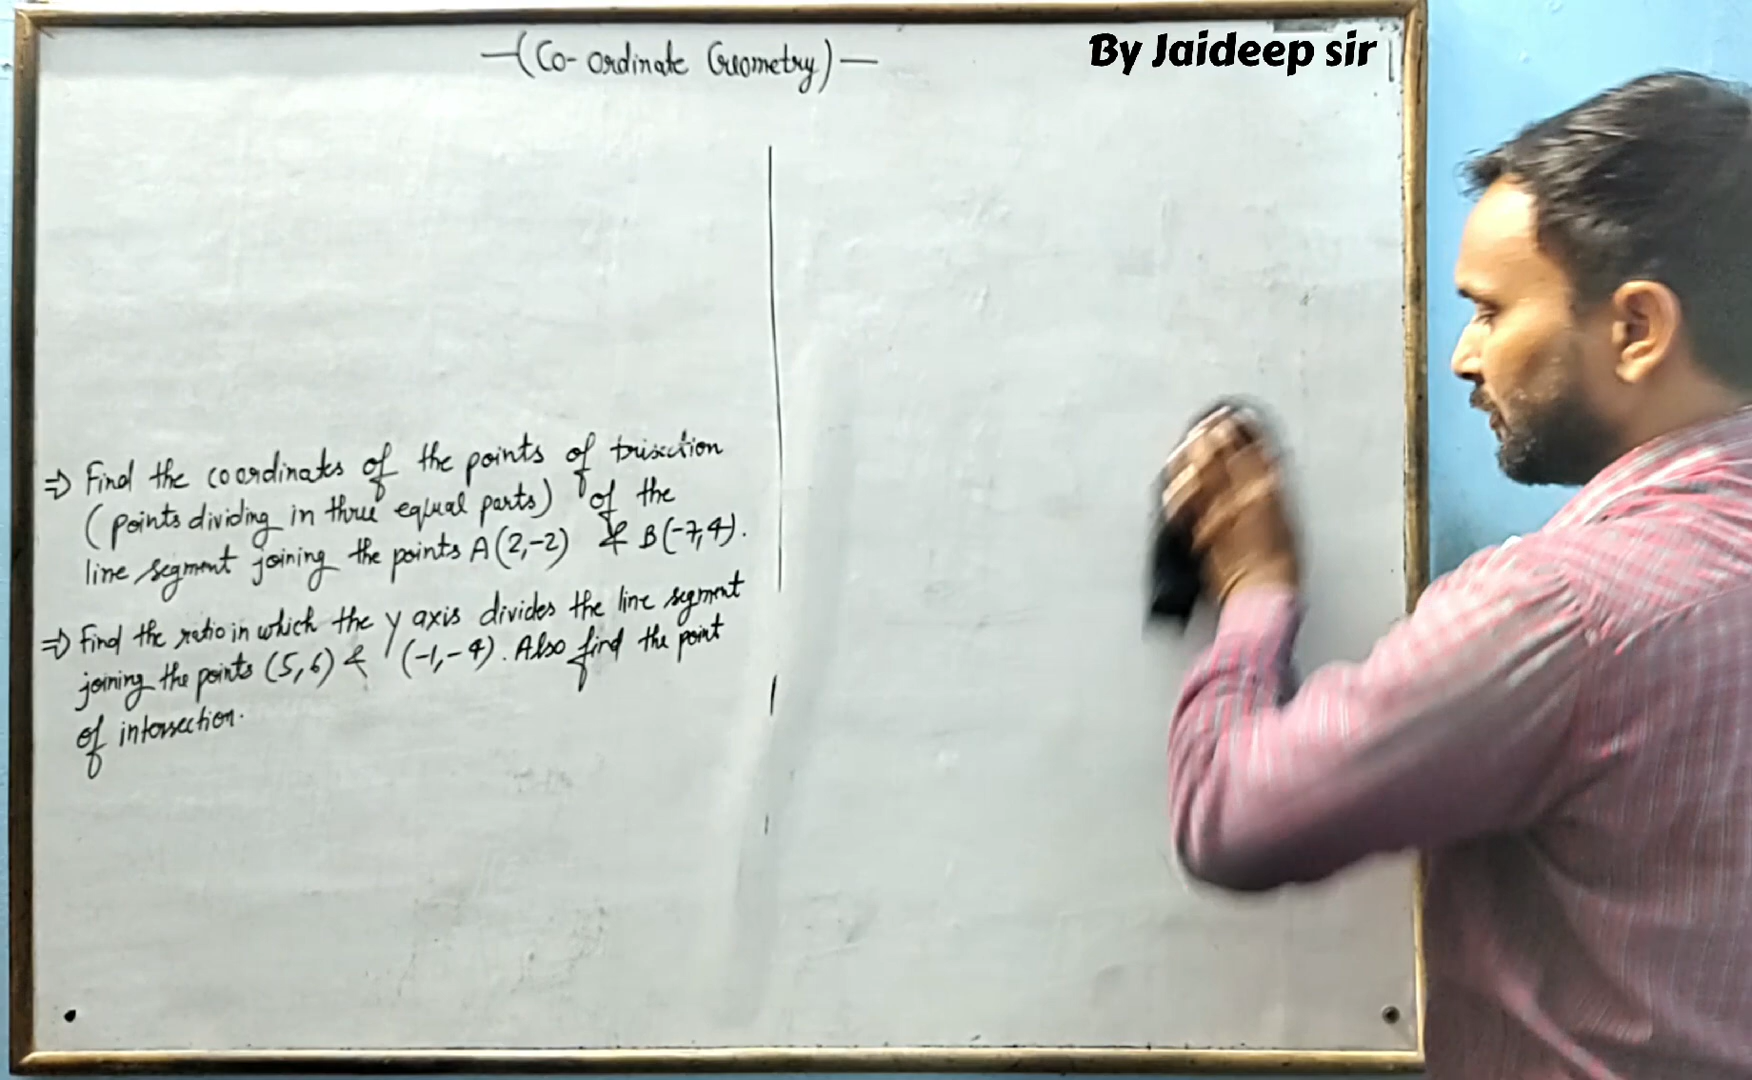 —(Co-ordinate Geometry)—
By Jaideep sir
⇒ Find the coordinates of the points of trisection
(points dividing in three equal parts) of the
line segment joining the points A(2,-2) & B(-7,4).
⇒ Find the ratio in which the y axis divides the line segment
joining the points (5,6) & (-1,-4). Also find the point
of intersection.